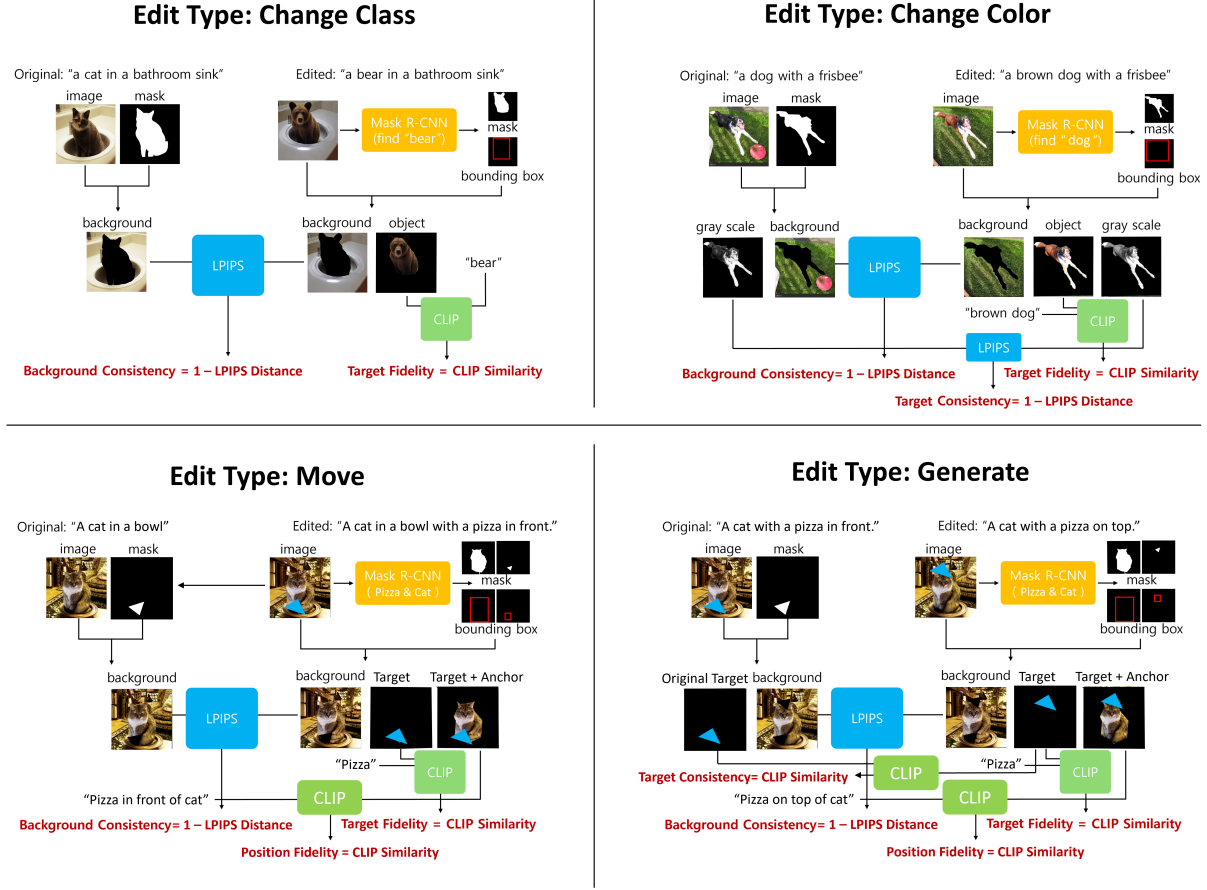 Edit Type: Change Class
Original: “a cat in a bathroom sink”
Edited: “a bear in a bathroom sink”
image
mask
Mask R-CNN
(find “bear”)
mask
bounding box
background
background
object
LPIPS
“bear”
CLIP
Background Consistency = 1 – LPIPS Distance
Target Fidelity = CLIP Similarity
Edit Type: Change Color
Original: “a dog with a frisbee”
Edited: “a brown dog with a frisbee”
image
mask
image
Mask R-CNN
(find “dog”)
mask
bounding box
gray scale
background
LPIPS
background
object
gray scale
“brown dog”
CLIP
LPIPS
Background Consistency= 1 – LPIPS Distance
Target Fidelity = CLIP Similarity
Target Consistency= 1 – LPIPS Distance
Edit Type: Move
Original: “A cat in a bowl”
Edited: “A cat in a bowl with a pizza in front.”
image
mask
image
Mask R-CNN
( Pizza & Cat )
mask
bounding box
background
LPIPS
background
Target
Target + Anchor
“Pizza”
CLIP
“Pizza in front of cat”
CLIP
Background Consistency= 1 – LPIPS Distance
Target Fidelity = CLIP Similarity
Position Fidelity = CLIP Similarity
Edit Type: Generate
Original: “A cat with a pizza in front.”
Edited: “A cat with a pizza on top.”
image
mask
image
Mask R-CNN
( Pizza & Cat )
mask
bounding box
Original Target
background
LPIPS
background
Target
Target + Anchor
Target Consistency= CLIP Similarity
CLIP
“Pizza”
CLIP
“Pizza on top of cat”
CLIP
Background Consistency= 1 – LPIPS Distance
Target Fidelity = CLIP Similarity
Position Fidelity = CLIP Similarity